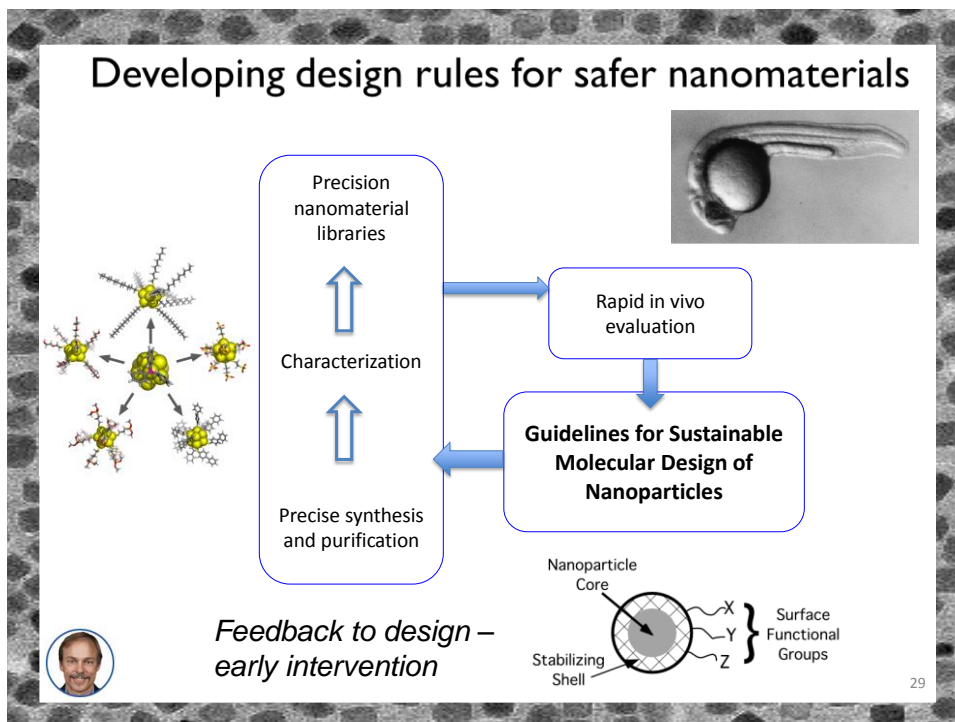 Developing design rules for safer nanomaterials
Precision
nanomaterial
libraries
Characterization
Precise synthesis
and purification
Rapid in vivo
evaluation
Guidelines for Sustainable
Molecular Design of
Nanoparticles
Feedback to design –
early intervention
Nanoparticle
Core
Stabilizing
Shell
X
Y
Z
Surface
Functional
Groups
29